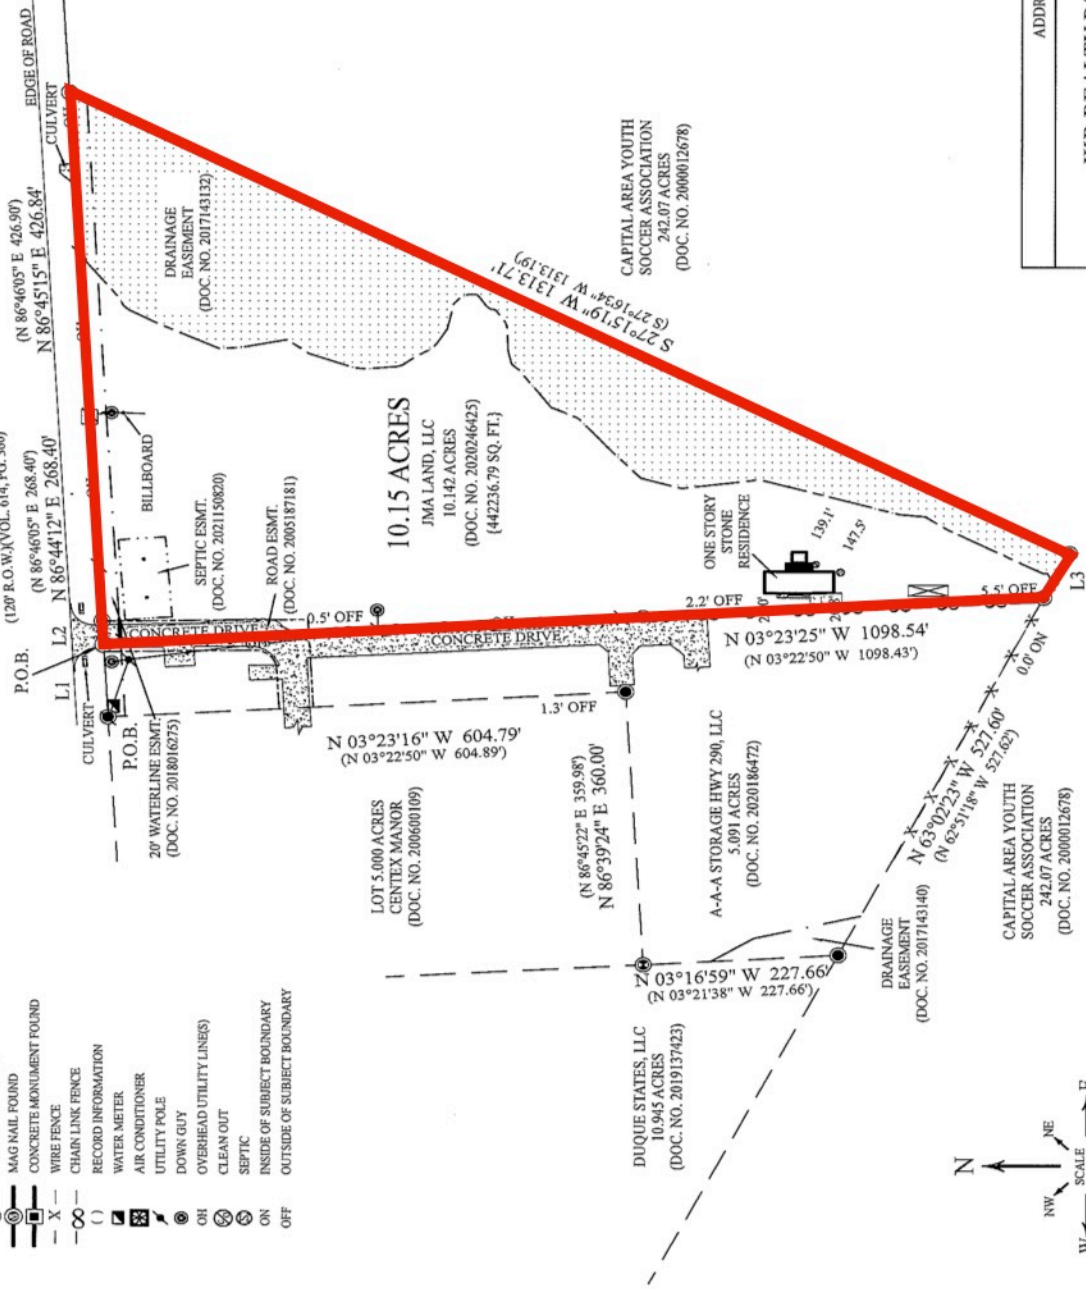 (120' R.O.W.)(VOL. 614, PG. 560)
EDGE OF ROAD
CULVERT
OH
(N 86°46'05" E 426.90')
N 86°45'15" E 426.84'
(N 86°46'05" E 268.40')
N 86°44'12" E 268.40'
P.O.B.
L1
L2
CULVERT
P.O.B.
20' WATERLINE ESMT.
(DOC. NO. 2018016275)
DRAINAGE
EASEMENT
(DOC. NO. 2017143132)
BILLBOARD
SEPTIC ESMT.
(DOC. NO. 2021150820)
ROAD ESMT.
(DOC. NO. 2005187181)
CONCRETE DRIVE
0.5' OFF
CONCRETE DRIVE
10.15 ACRES
JMA LAND, LLC
10.142 ACRES
(DOC. NO. 2020246425)
{442236.79 SQ. FT.}
S 27°15'19" W 1313.71'
(S 27°16'34" W 1313.19')
CAPITAL AREA YOUTH
SOCCER ASSOCIATION
242.07 ACRES
(DOC. NO. 2000012678)
ONE STORY
STONE
RESIDENCE
139.1'
147.5'
2.2' OFF
5.5' OFF
L3
N 03°23'25" W 1098.54'
(N 03°22'50" W 1098.43')
0.0' ON
N 03°23'16" W 604.79'
(N 03°22'50" W 604.89')
1.3' OFF
LOT 5.000 ACRES
CENTEX MANOR
(DOC. NO. 200600109)
(N 86°45'22" E 359.98')
N 86°39'24" E 360.00'
A-A-A STORAGE HWY 290, LLC
5.091 ACRES
(DOC. NO. 2020186472)
N 63°02'23" W 527.60'
(N 62°51'18" W 527.62')
CAPITAL AREA YOUTH
SOCCER ASSOCIATION
242.07 ACRES
(DOC. NO. 2000012678)
DRAINAGE
EASEMENT
(DOC. NO. 2017143140)
N 03°16'59" W 227.66'
(N 03°21'38" W 227.66')
DUQUE STATES, LLC
10.945 ACRES
(DOC. NO. 2019137423)
MAG NAIL FOUND
CONCRETE MONUMENT FOUND
X WIRE FENCE
CHAIN LINK FENCE
( ) RECORD INFORMATION
WATER METER
AIR CONDITIONER
UTILITY POLE
DOWN GUY
OH OVERHEAD UTILITY LINE(S)
CLEAN OUT
SEPTIC
ON INSIDE OF SUBJECT BOUNDARY
OFF OUTSIDE OF SUBJECT BOUNDARY
N
NW NE
W E
SCALE
ADDR